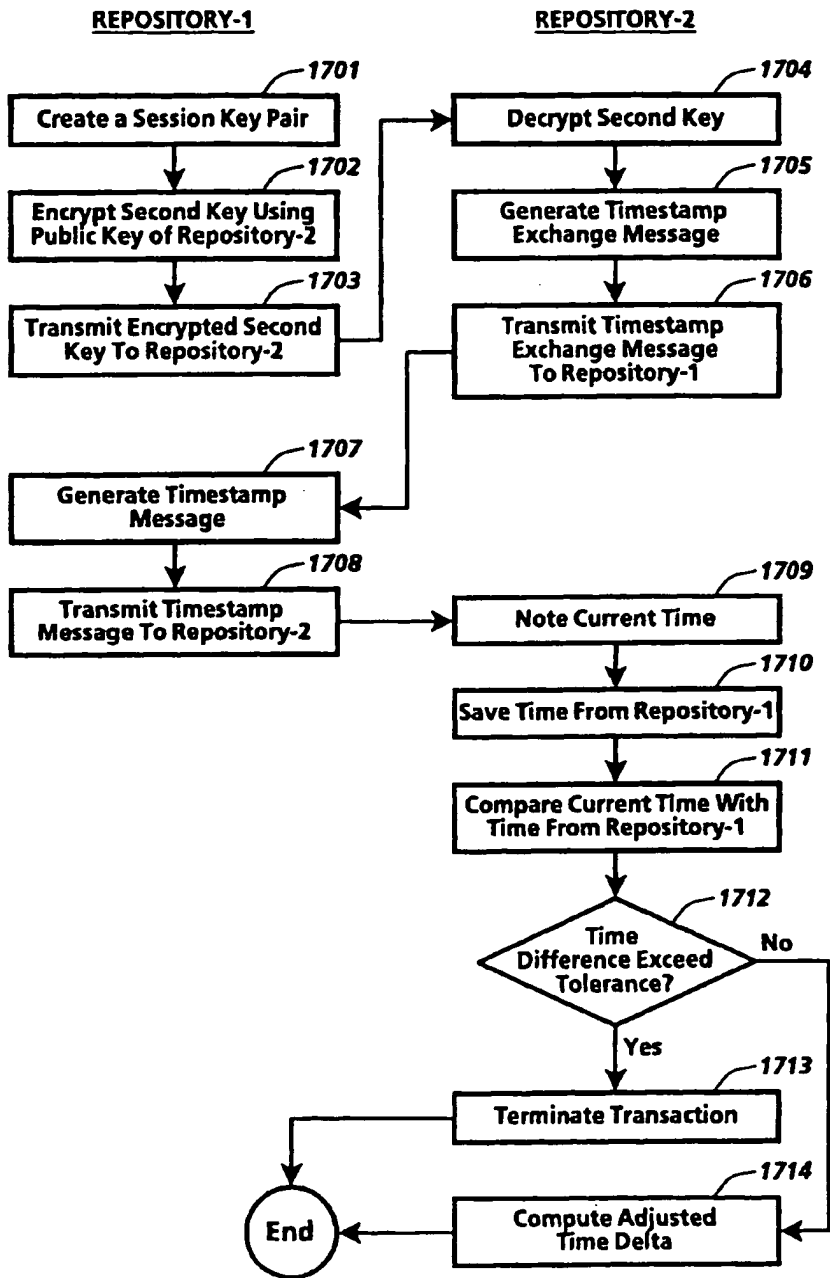 REPOSITORY-1
REPOSITORY-2
1701
Create a Session Key Pair
1702
Encrypt Second Key Using
Public Key of Repository-2
1703
Transmit Encrypted Second
Key To Repository-2
1704
Decrypt Second Key
1705
Generate Timestamp
Exchange Message
1706
Transmit Timestamp
Exchange Message
To Repository-1
1707
Generate Timestamp
Message
1708
Transmit Timestamp
Message To Repository-2
1709
Note Current Time
1710
Save Time From Repository-1
1711
Compare Current Time With
Time From Repository-1
1712
Time
Difference Exceed
Tolerance?
No
Yes
1713
Terminate Transaction
1714
Compute Adjusted
Time Delta
End